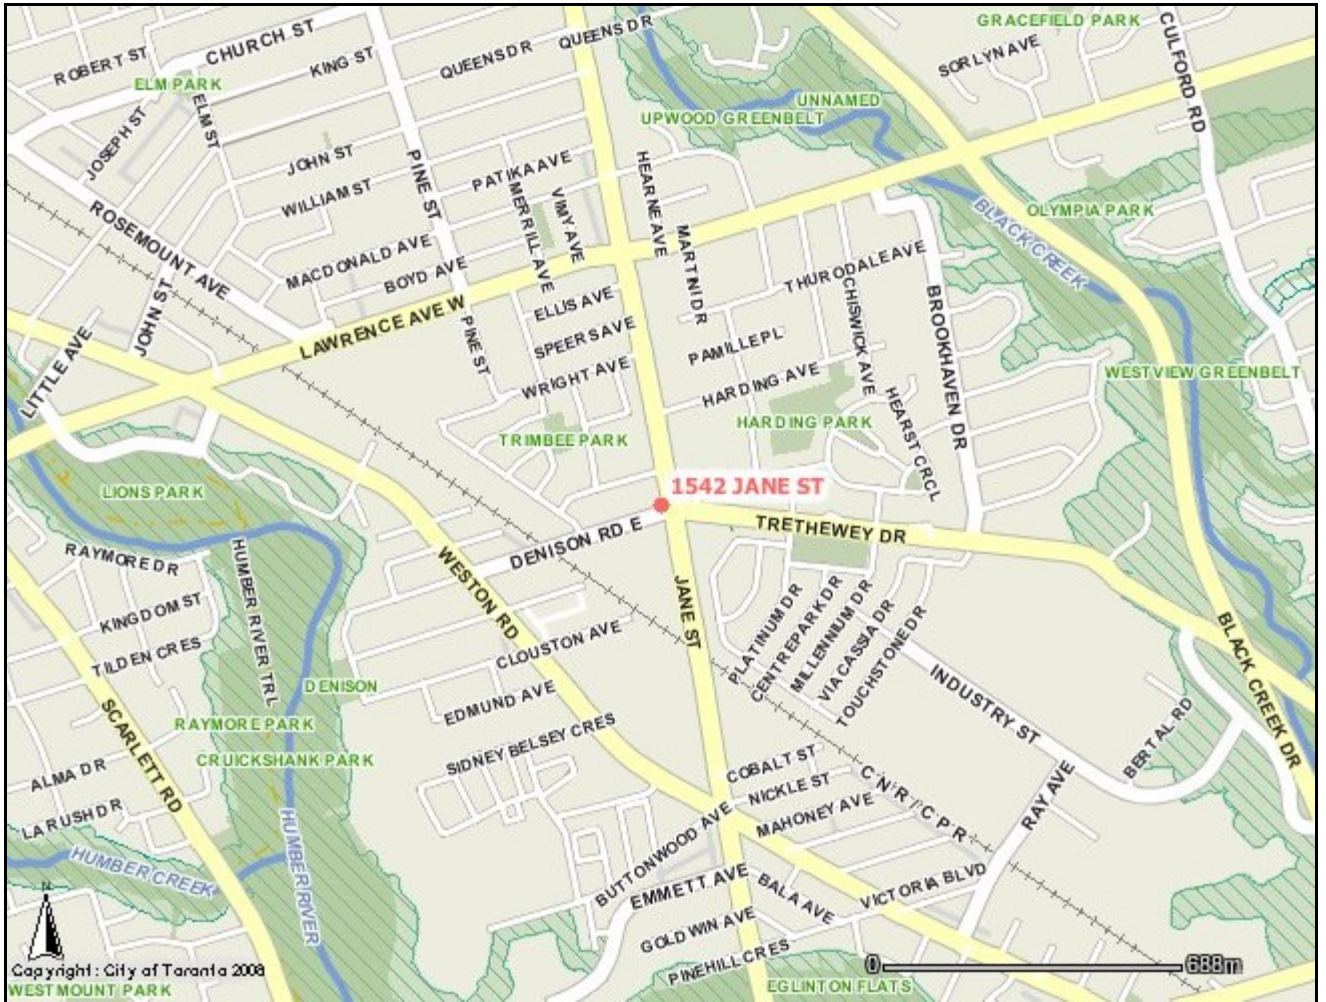 GRACEFIELD PARK
CULFORD RD
QUEENS DR
CHURCH ST
ROBERT ST
KING ST
QUEENS DR
SORLYN AVE
ELM PARK
ELM ST
UNNAMED
UPWOOD GREENBELT
JOSEPH ST
JOHN ST
PINE ST
PATIKA AVE
HEARNE AVE
WILLIAM ST
MERRILL AVE
VIMY AVE
ROSEMOUNT AVE
MARTINI DR
BLACK CREEK
OLYMPIA PARK
MACDONALD AVE
BOYD AVE
THURODALE AVE
CHISWICK AVE
BROOKHAVEN DR
JOHN ST
ELLIS AVE
LAWRENCE AVE W
PINE ST
SPEERS AVE
PAMILLE PL
LITTLE AVE
WRIGHT AVE
HARDING AVE
WESTVIEW GREENBELT
HEARST CRCL
TRIMBEE PARK
HARDING PARK
LIONS PARK
1542 JANE ST
TRETHEWEY DR
DENISON RD E
RAYMORE DR
HUMBER RIVER TRL
WESTON RD
JANE ST
KINGDOM ST
PLATINUM DR
CENTRE PARK DR
MILLENNIUM DR
VIA CASSIA DR
TOUCHSTONE DR
CLOUSTON AVE
TILDEN CRES
BLACK CREEK DR
DENISON
EDMUND AVE
INDUSTRY ST
SCARLETT RD
RAYMORE PARK
SIDNEY BELSEY CRES
BERTAL RD
CRUICKSHANK PARK
ALMA DR
COBALT ST
NICKLE ST
C N R / C P R
RAY AVE
LA RUSH DR
MAHONEY AVE
BUTTONWOOD AVE
HUMBER CREEK
HUMBER RIVER
EMMETT AVE
BALA AVE
VICTORIA BLVD
N
GOLDWIN AVE
PINEHILL CRES
0 688m
Copyright: City of Toronto 2008
WESTMOUNT PARK
EGLINTON FLATS